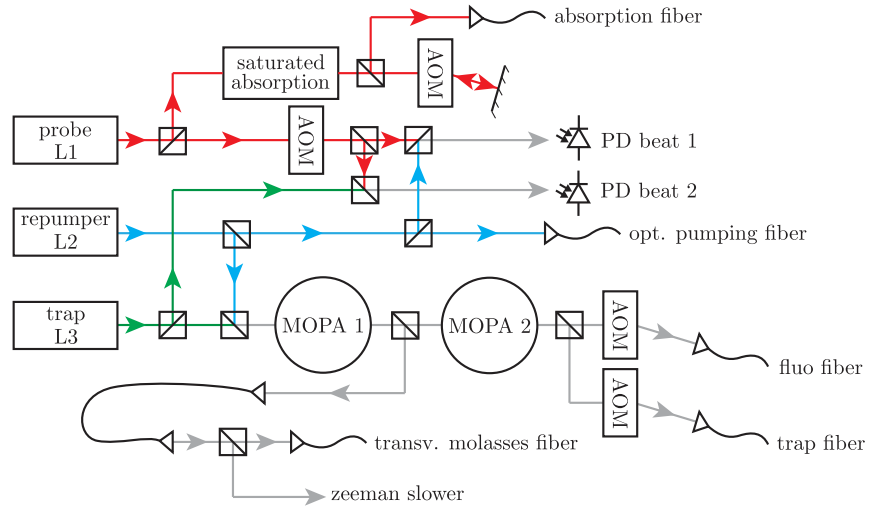 absorption fiber
saturated
absorption
AOM
probe
L1
AOM
PD beat 1
PD beat 2
repumper
L2
opt. pumping fiber
trap
L3
MOPA 1
MOPA 2
AOM
fluo fiber
AOM
trap fiber
transv. molasses fiber
zeeman slower